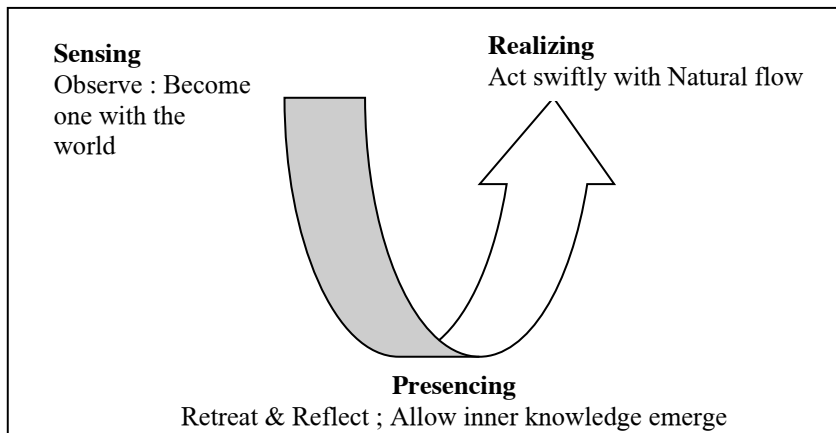 Sensing
Observe : Become
one with the
world
Realizing
Act swiftly with Natural flow
Presencing
Retreat & Reflect ; Allow inner knowledge emerge